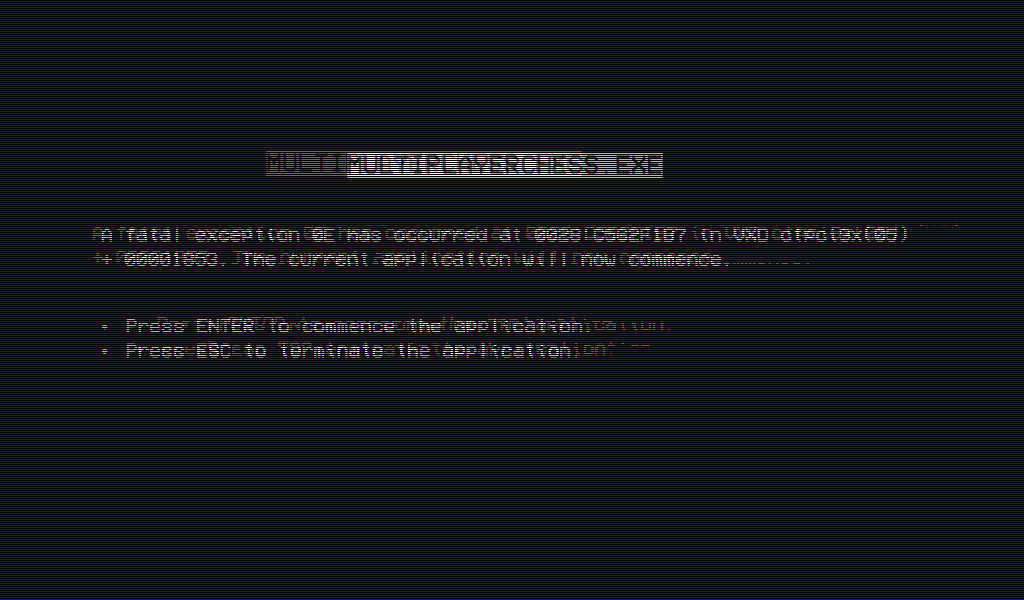 MULTIPLAYERCHESS.EXE
A fatal exception 0E has occurred at 0028:C562F1B7 in VXD ctpci9x(05)
++ 00001853. The current application will now commence.
• Press ENTER to commence the application.
• Press ESC to terminate the application.